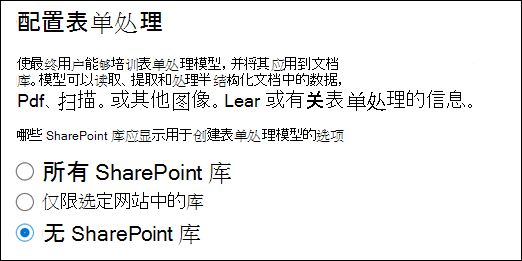 配置表单处理
使最终用户能够培训表单处理模型,并将其应用到文档
库。模型可以读取、提取和处理半结构化文档中的数据,
Pdf、扫描。或其他图像。Lear 或有关表单处理的信息。
哪些 SharePoint 库应显示用于创建表单处理模型的选项
所有 SharePoint 库
仅限选定网站中的库
无 SharePoint 库